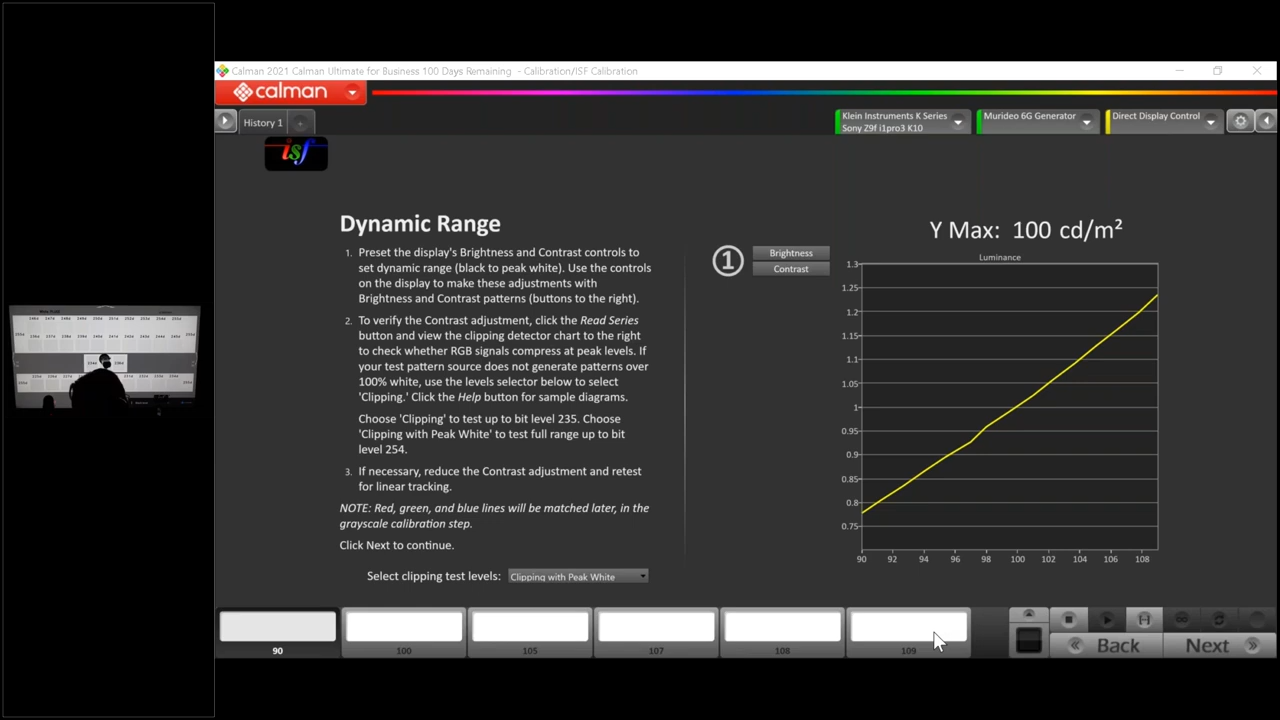 Calman 2021 Calman Ultimate for Business 100 Days Remaining - Calibration/ISF Calibration
calman
History 1
Klein Instruments K Series
Sony Z9f i1pro3 K10
Murideo 6G Generator
Direct Display Control
isf
Dynamic Range
1. Preset the display's Brightness and Contrast controls to
set dynamic range (black to peak white). Use the controls
on the display to make these adjustments with
Brightness and Contrast patterns (buttons to the right).
2. To verify the Contrast adjustment, click the Read Series
button and view the clipping detector chart to the right
to check whether RGB signals compress at peak levels. If
your test pattern source does not generate patterns over
100% white, use the levels selector below to select
'Clipping.' Click the Help button for sample diagrams.
Choose 'Clipping' to test up to bit level 235. Choose
'Clipping with Peak White' to test full range up to bit
level 254.
3. If necessary, reduce the Contrast adjustment and retest
for linear tracking.
NOTE: Red, green, and blue lines will be matched later, in the
grayscale calibration step.
Click Next to continue.
Select clipping test levels: Clipping with Peak White
1
Brightness
Contrast
Y Max: 100 cd/m²
Luminance
1.3
1.25
1.2
1.15
1.1
1.05
1
0.95
0.9
0.85
0.8
0.75
90 92 94 96 98 100 102 104 106 108
90 100 105 107 108 109
Back Next